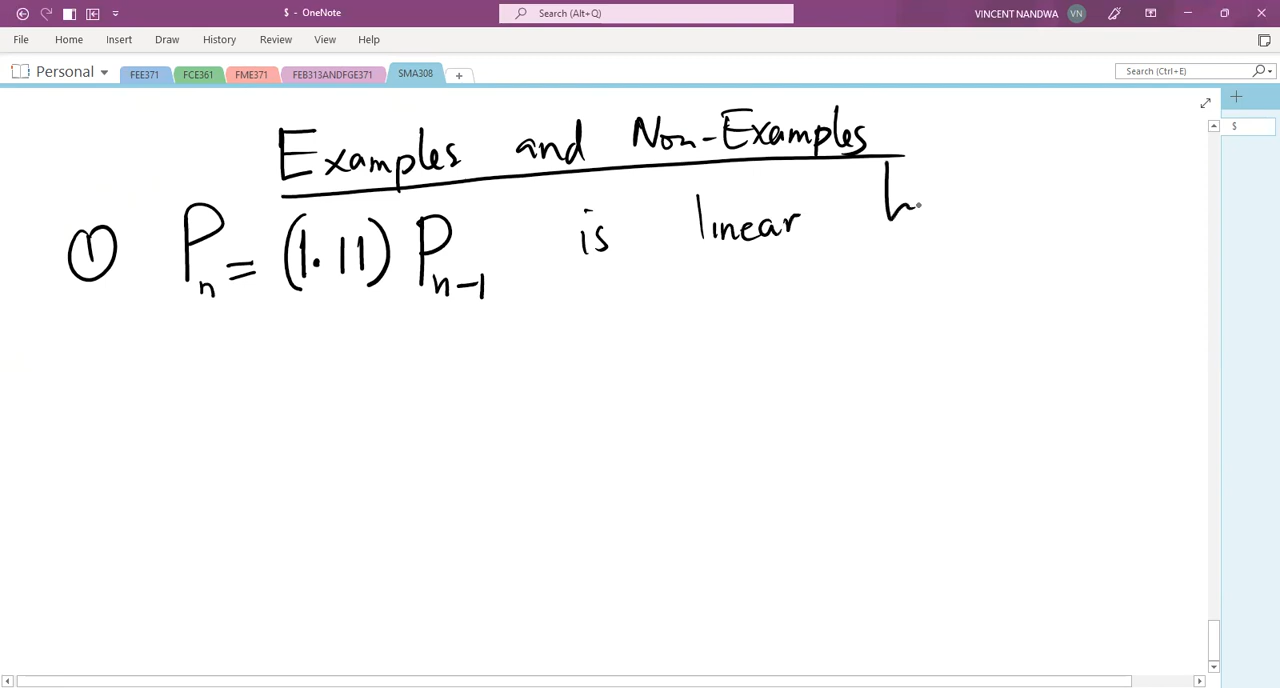 $ - OneNote
Search (Alt+Q)
VINCENT NANDWA
VN
File Home Insert Draw History Review View Help
Personal
FEE371 FCE361 FME371 FEB313ANDFGE371 SMA308
Search (Ctrl+E)
$
Examples and Non-Examples
① Pₙ = (1.11) Pₙ₋₁ is linear h